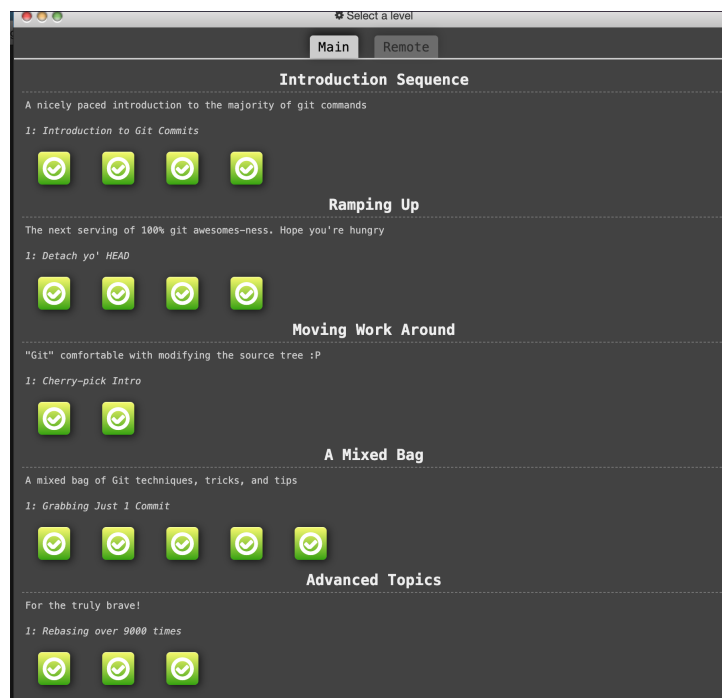 Select a level
Main Remote
Introduction Sequence
A nicely paced introduction to the majority of git commands
1: Introduction to Git Commits
Ramping Up
The next serving of 100% git awesomes-ness. Hope you're hungry
1: Detach yo' HEAD
Moving Work Around
"Git" comfortable with modifying the source tree :P
1: Cherry-pick Intro
A Mixed Bag
A mixed bag of Git techniques, tricks, and tips
1: Grabbing Just 1 Commit
Advanced Topics
For the truly brave!
1: Rebasing over 9000 times